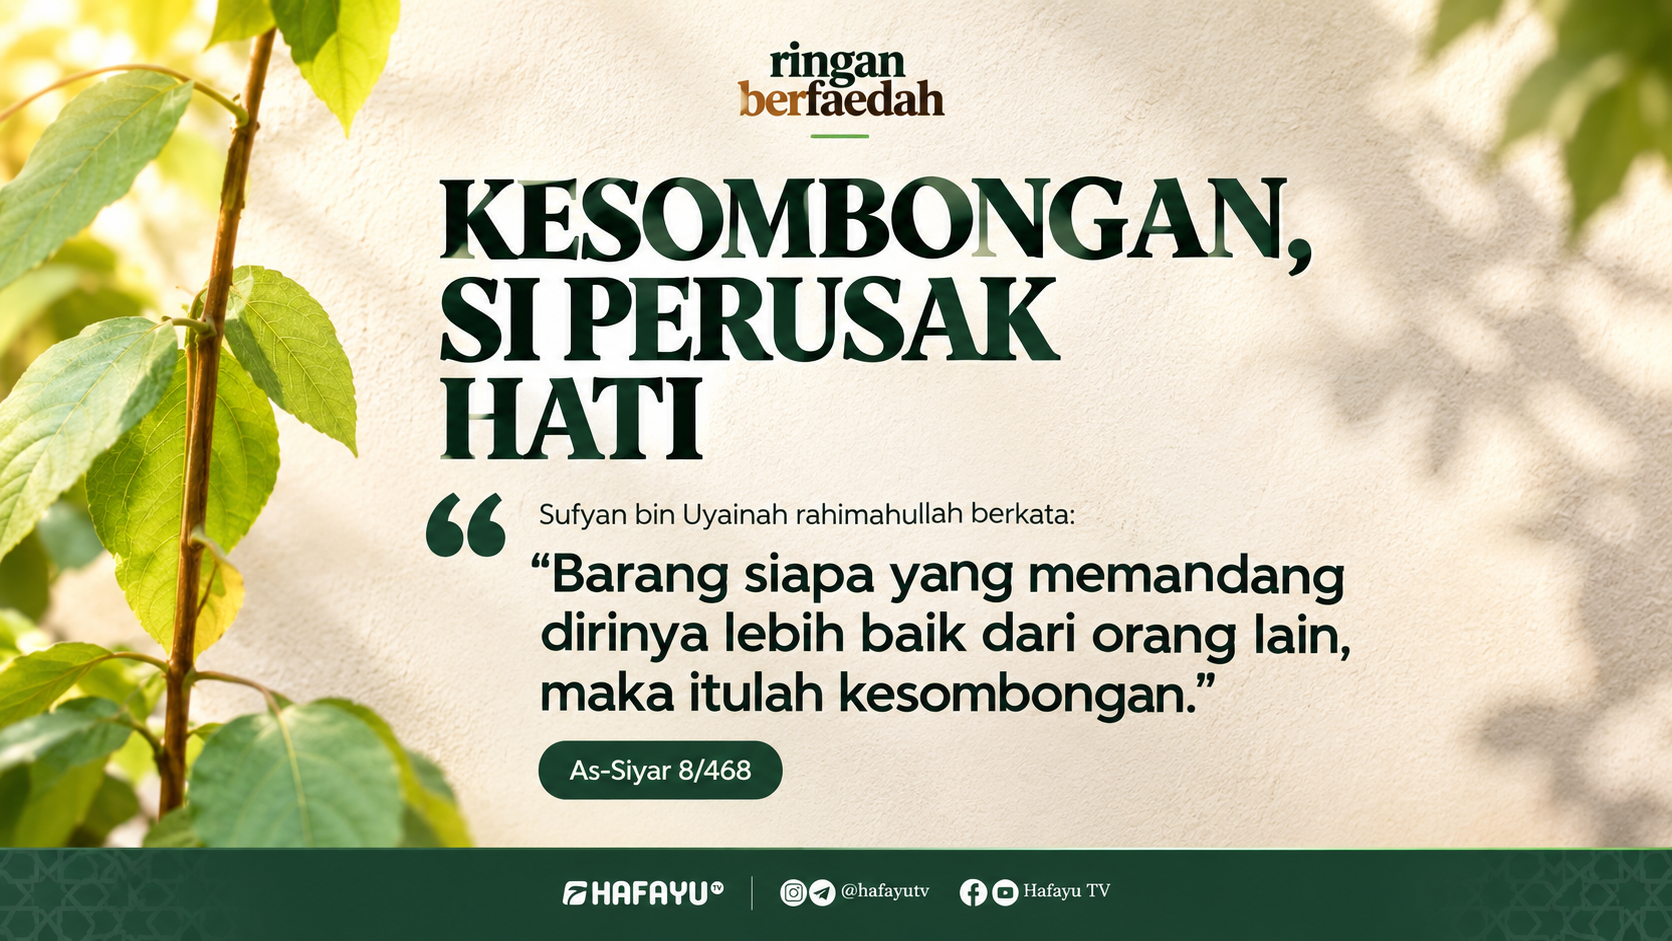 ringan
berfaedah
KESOMBONGAN,
SI PERUSAK
HATI
Sufyan bin Uyainah rahimahullah berkata:
“Barang siapa yang memandang
dirinya lebih baik dari orang lain,
maka itulah kesombongan.”
As-Siyar 8/468
HAFAYU TV
@hafayutv
Hafayu TV